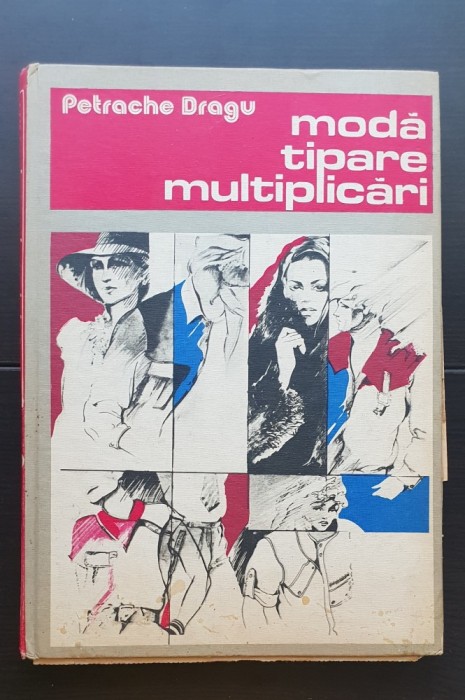 Petrache Dragu
modă
tipare
multiplicări